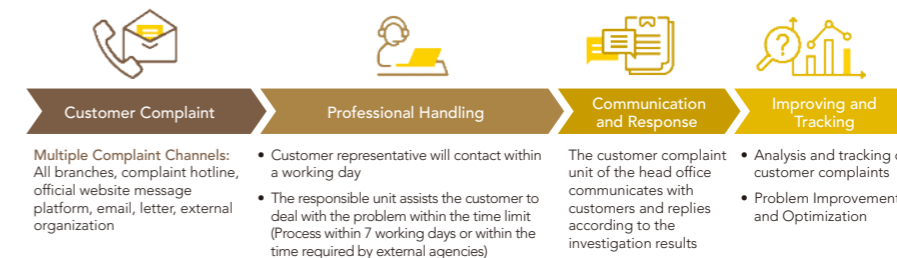 Customer Complaint
Professional Handling
Communication
and Response
Improving and
Tracking
Multiple Complaint Channels:
All branches, complaint hotline,
official website message
platform, email, letter, external
organization
• Customer representative will contact within
a working day
• The responsible unit assists the customer to
deal with the problem within the time limit
(Process within 7 working days or within the
time required by external agencies)
The customer complaint
unit of the head office
communicates with
customers and replies
according to the
investigation results
• Analysis and tracking
customer complaints
• Problem Improvement
and Optimization